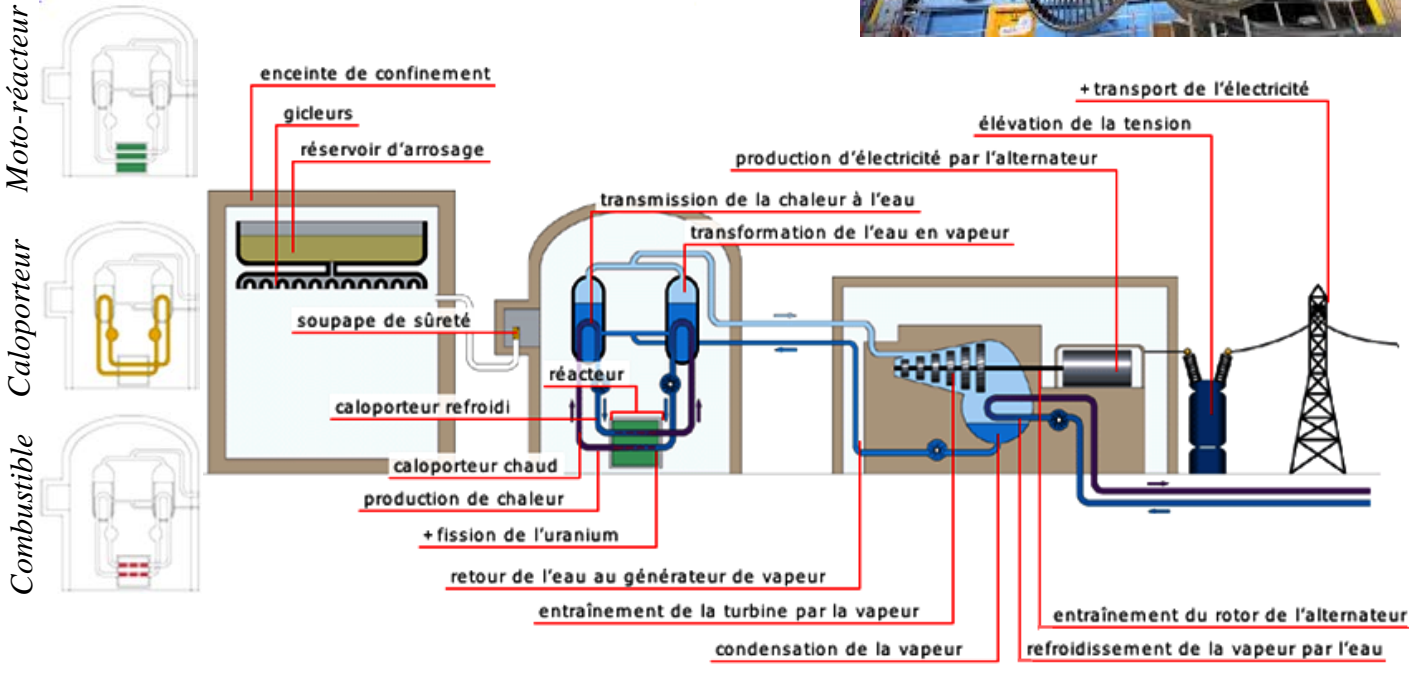 Moto-réacteur
Caloporteur
Combustible
enceinte de confinement
gicleurs
réservoir d'arrosage
+ transport de l'électricité
élévation de la tension
production d'électricité par l'alternateur
transmission de la chaleur à l'eau
transformation de l'eau en vapeur
soupape de sûreté
réacteur
caloporteur refroidi
caloporteur chaud
production de chaleur
+ fission de l'uranium
retour de l'eau au générateur de vapeur
entraînement de la turbine par la vapeur
condensation de la vapeur
entraînement du rotor de l'alternateur
refroidissement de la vapeur par l'eau